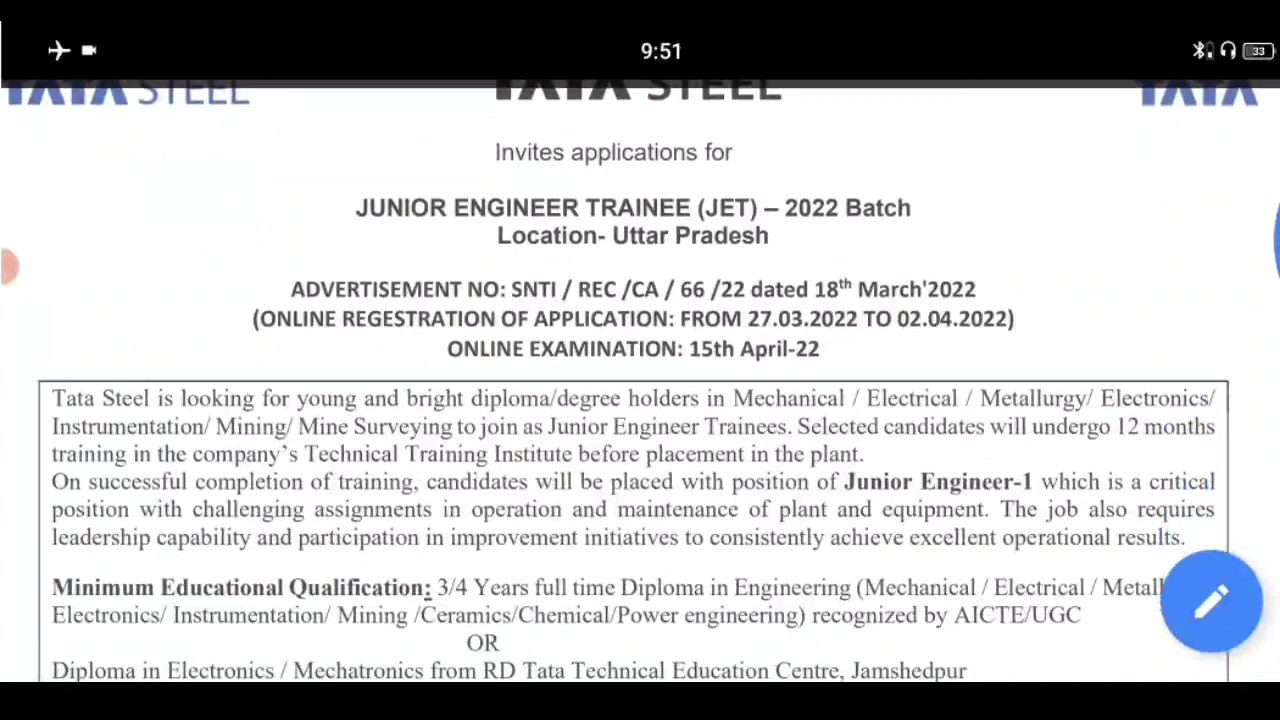 9:51
33
TATA STEEL TATA STEEL TATA
Invites applications for
JUNIOR ENGINEER TRAINEE (JET) – 2022 Batch
Location- Uttar Pradesh
ADVERTISEMENT NO: SNTI / REC /CA / 66 /22 dated 18th March'2022
(ONLINE REGESTRATION OF APPLICATION: FROM 27.03.2022 TO 02.04.2022)
ONLINE EXAMINATION: 15th April-22
Tata Steel is looking for young and bright diploma/degree holders in Mechanical / Electrical / Metallurgy/ Electronics/
Instrumentation/ Mining/ Mine Surveying to join as Junior Engineer Trainees. Selected candidates will undergo 12 months
training in the company’s Technical Training Institute before placement in the plant.
On successful completion of training, candidates will be placed with position of Junior Engineer-1 which is a critical
position with challenging assignments in operation and maintenance of plant and equipment. The job also requires
leadership capability and participation in improvement initiatives to consistently achieve excellent operational results.
Minimum Educational Qualification: 3/4 Years full time Diploma in Engineering (Mechanical / Electrical / Metall
Electronics/ Instrumentation/ Mining /Ceramics/Chemical/Power engineering) recognized by AICTE/UGC
OR
Diploma in Electronics / Mechatronics from RD Tata Technical Education Centre, Jamshedpur